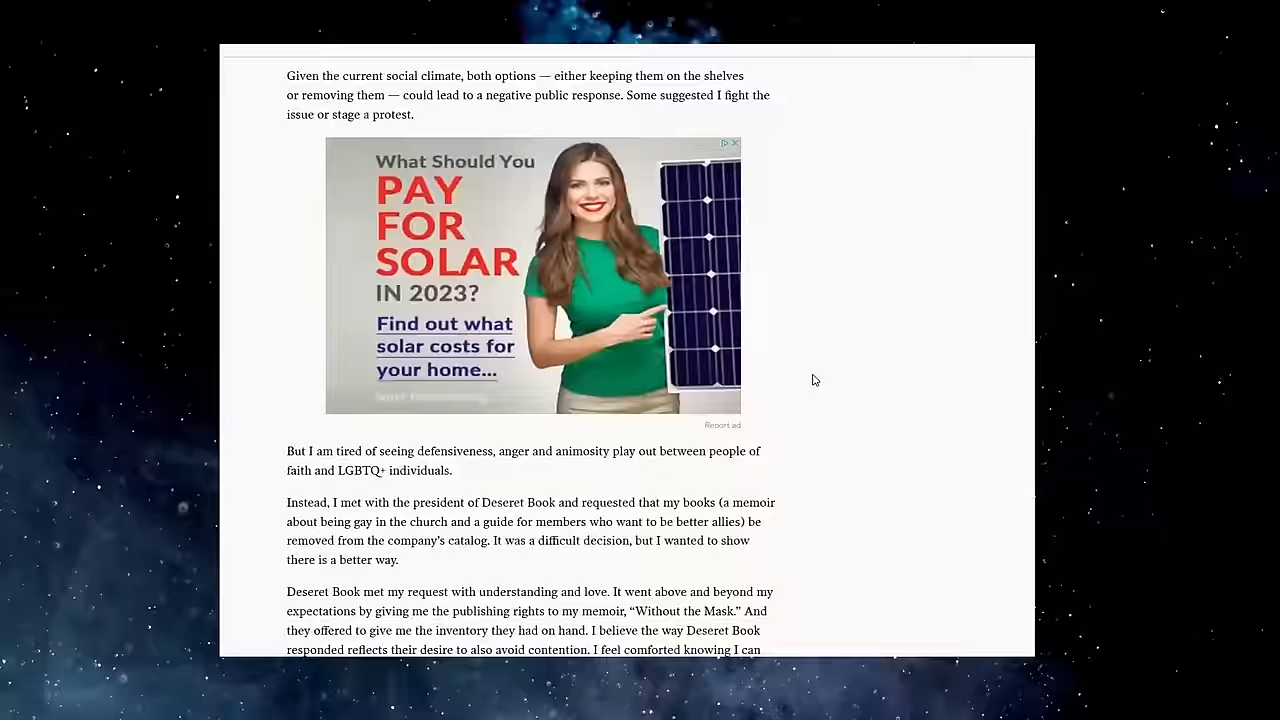 Given the current social climate, both options — either keeping them on the shelves
or removing them — could lead to a negative public response. Some suggested I fight the
issue or stage a protest.
What Should You
PAY
FOR
SOLAR
IN 2023?
Find out what
solar costs for
your home...
Report ad
But I am tired of seeing defensiveness, anger and animosity play out between people of
faith and LGBTQ+ individuals.
Instead, I met with the president of Deseret Book and requested that my books (a memoir
about being gay in the church and a guide for members who want to be better allies) be
removed from the company’s catalog. It was a difficult decision, but I wanted to show
there is a better way.
Deseret Book met my request with understanding and love. It went above and beyond my
expectations by giving me the publishing rights to my memoir, “Without the Mask.” And
they offered to give me the inventory they had on hand. I believe the way Deseret Book
responded reflects their desire to also avoid contention. I feel comforted knowing I can